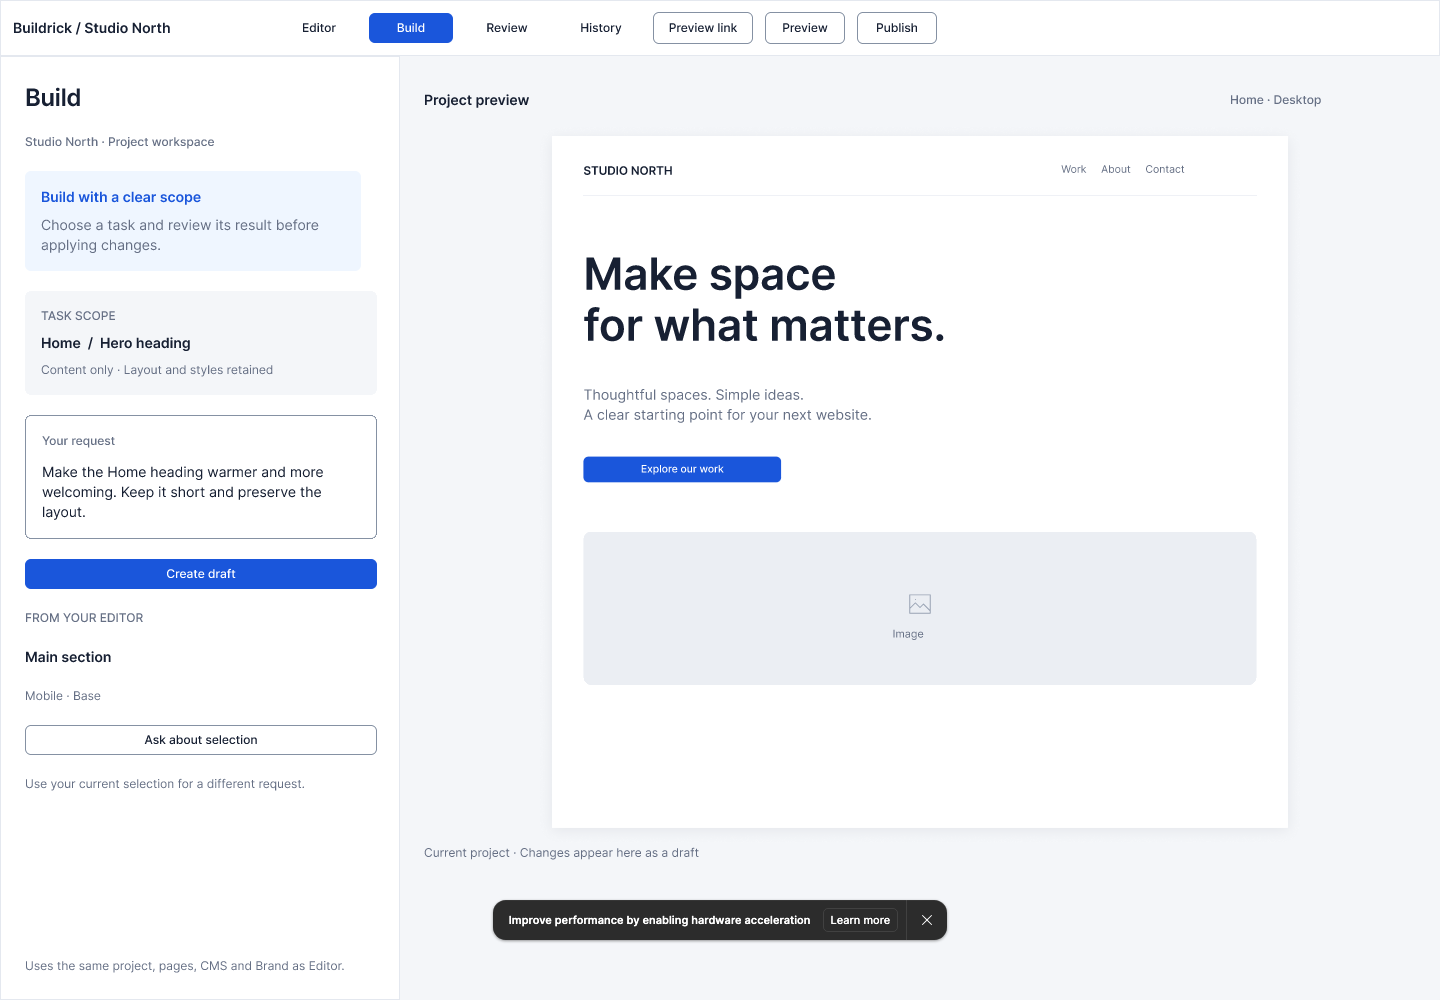 Buildrick / Studio North
Editor
Build
Review
History
Preview link
Preview
Publish
Build
Studio North · Project workspace
Build with a clear scope
Choose a task and review its result before
applying changes.
TASK SCOPE
Home / Hero heading
Content only · Layout and styles retained
Your request
Make the Home heading warmer and more
welcoming. Keep it short and preserve the
layout.
Create draft
FROM YOUR EDITOR
Main section
Mobile · Base
Ask about selection
Use your current selection for a different request.
Uses the same project, pages, CMS and Brand as Editor.
Project preview
Home · Desktop
STUDIO NORTH
Work
About
Contact
Make space
for what matters.
Thoughtful spaces. Simple ideas.
A clear starting point for your next website.
Explore our work
Image
Current project · Changes appear here as a draft
Improve performance by enabling hardware acceleration
Learn more